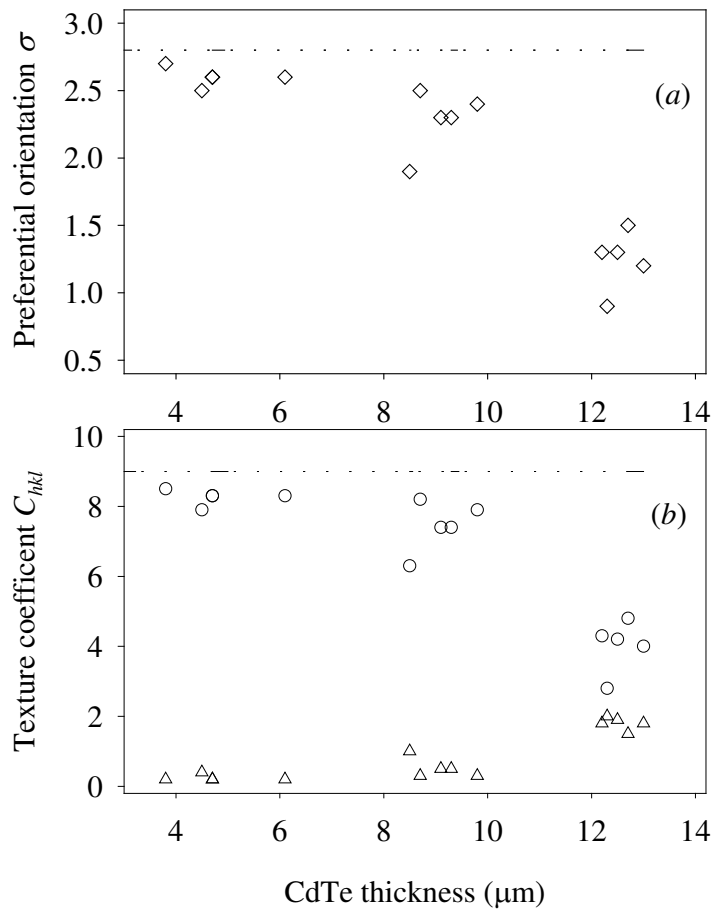 3.0
2.5
2.0
1.5
1.0
0.5
Preferential orientation σ
(a)
4 6 8 10 12 14
10
8
6
4
2
0
Texture coefficent C_hkl
(b)
4 6 8 10 12 14
CdTe thickness (μm)